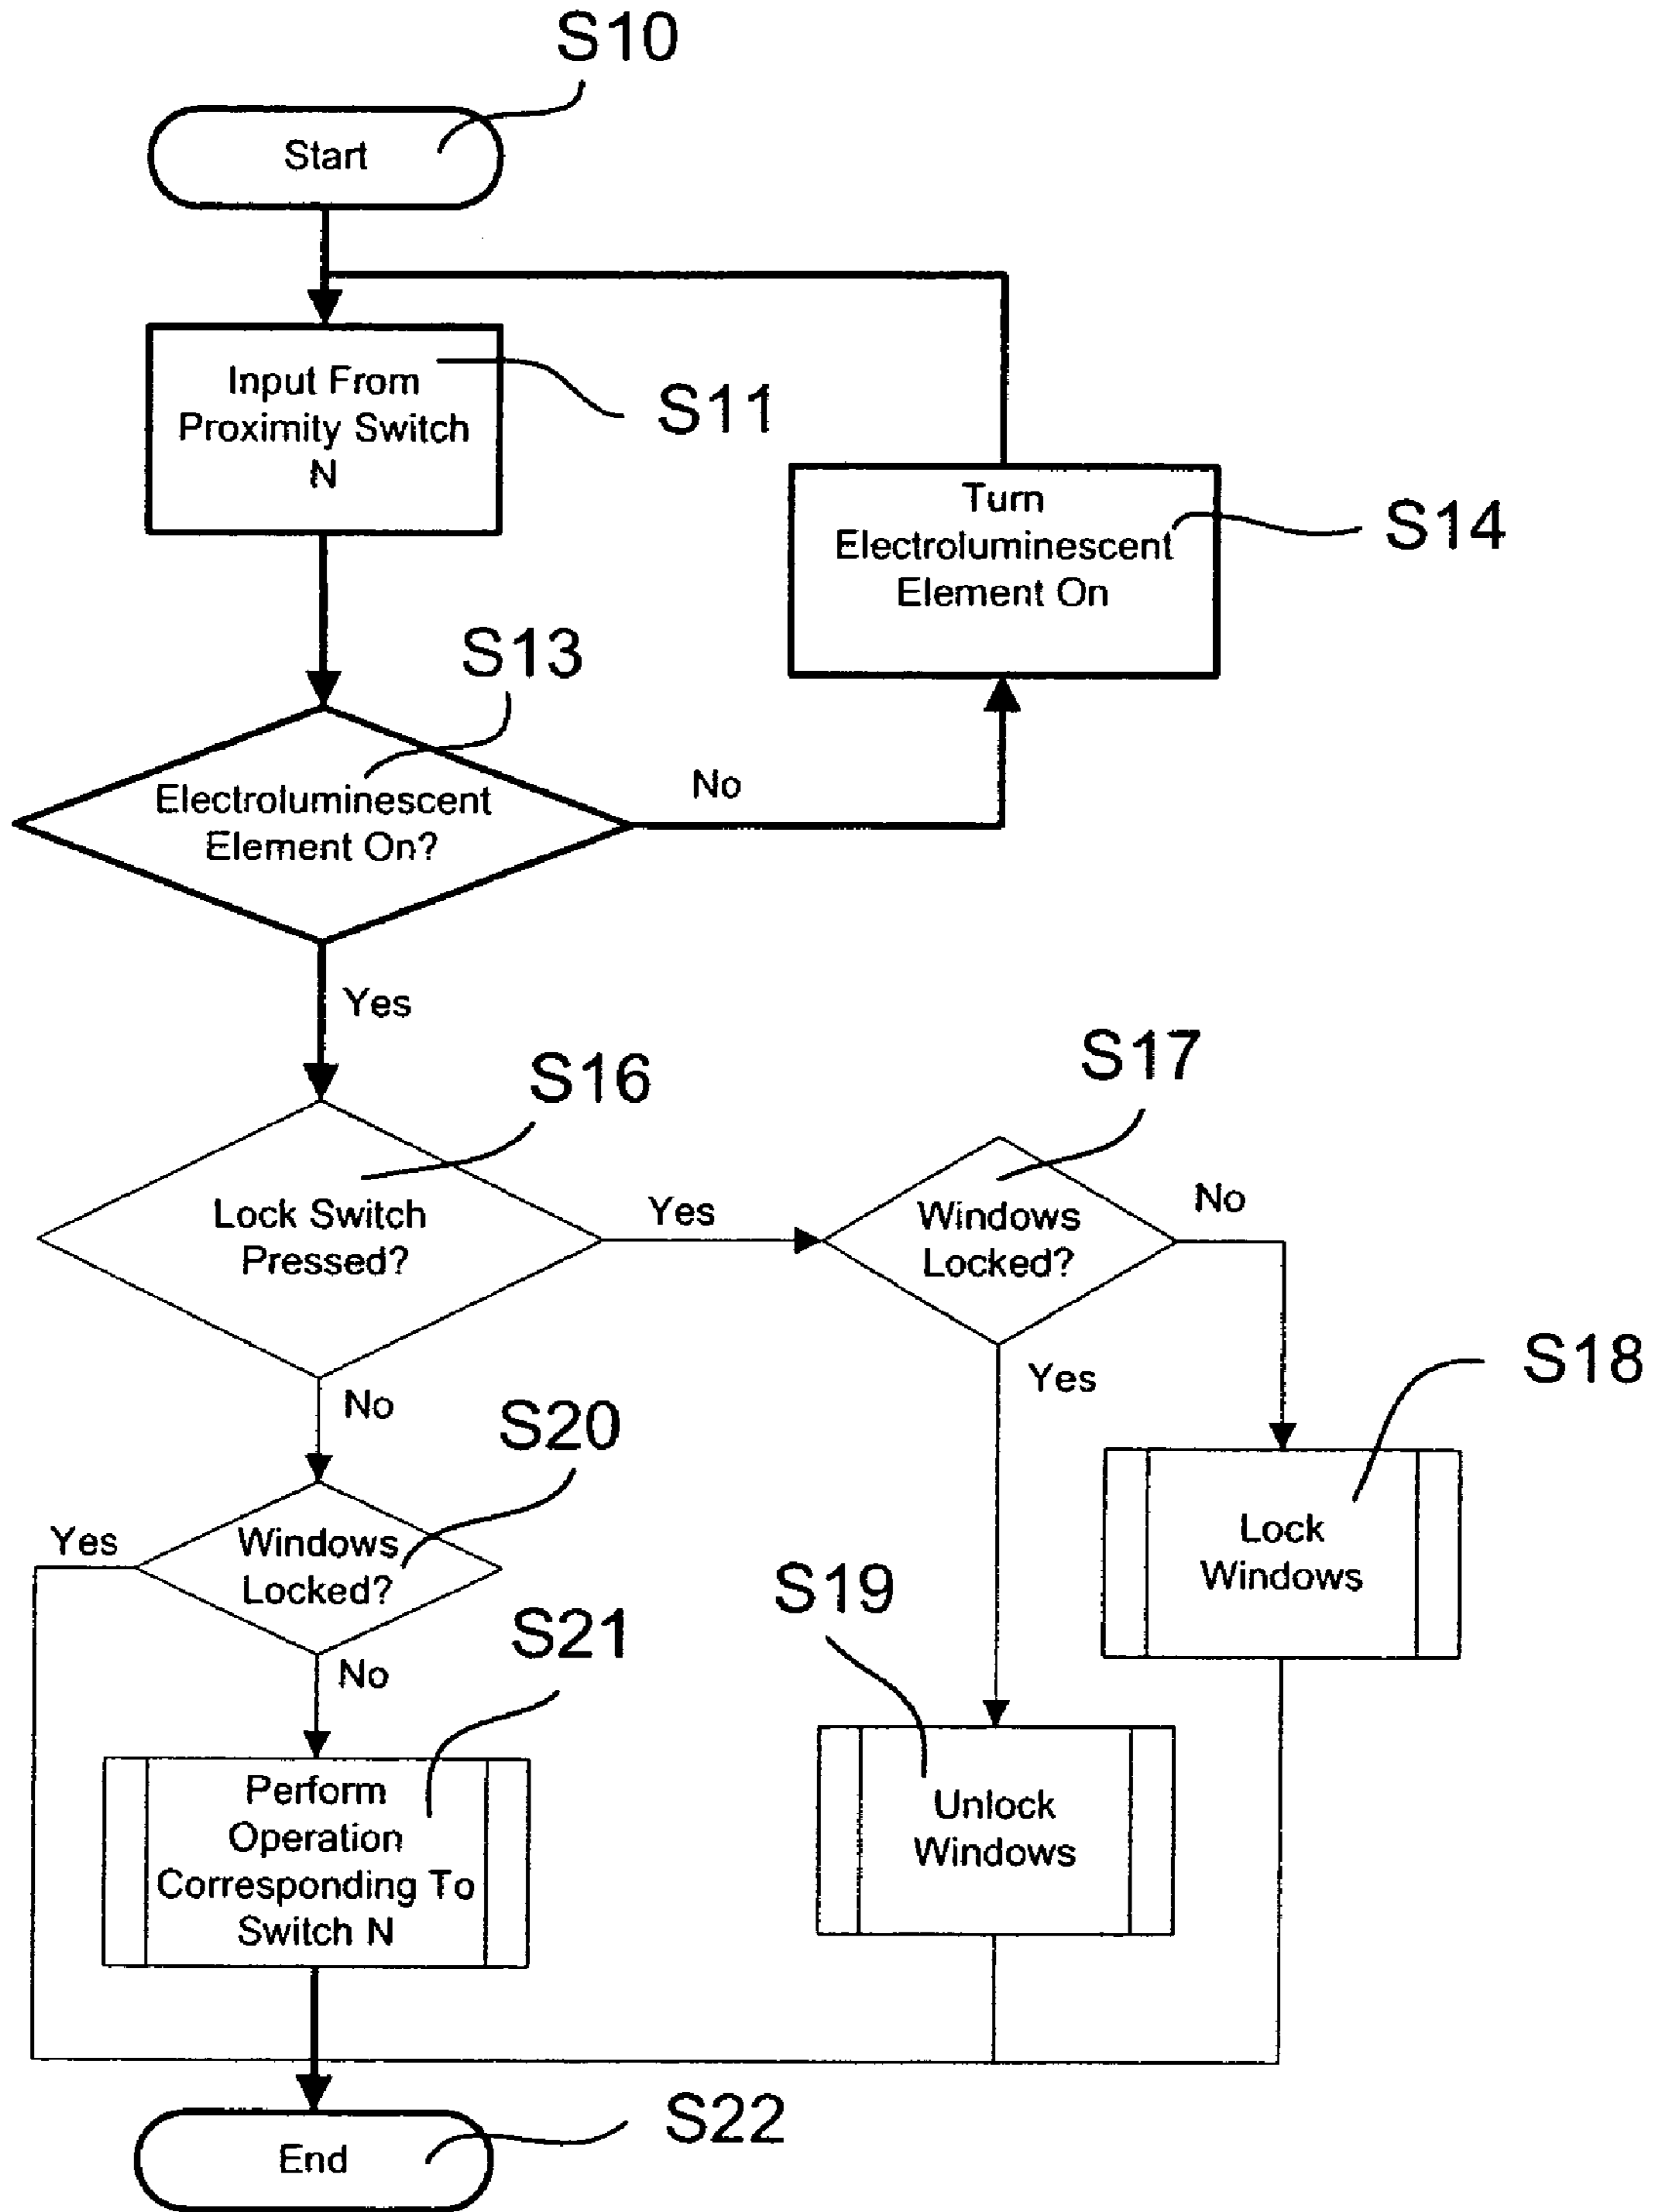 S10
Start
Input From
Proximity Switch
N
S11
Turn
Electroluminescent
Element On
S14
S13
Electroluminescent
Element On?
No
Yes
S16
Lock Switch
Pressed?
Yes
S17
Windows
Locked?
No
Yes
S18
Lock
Windows
No
S20
Windows
Locked?
Yes
No
S19
Unlock
Windows
S21
Perform
Operation
Corresponding To
Switch N
S22
End